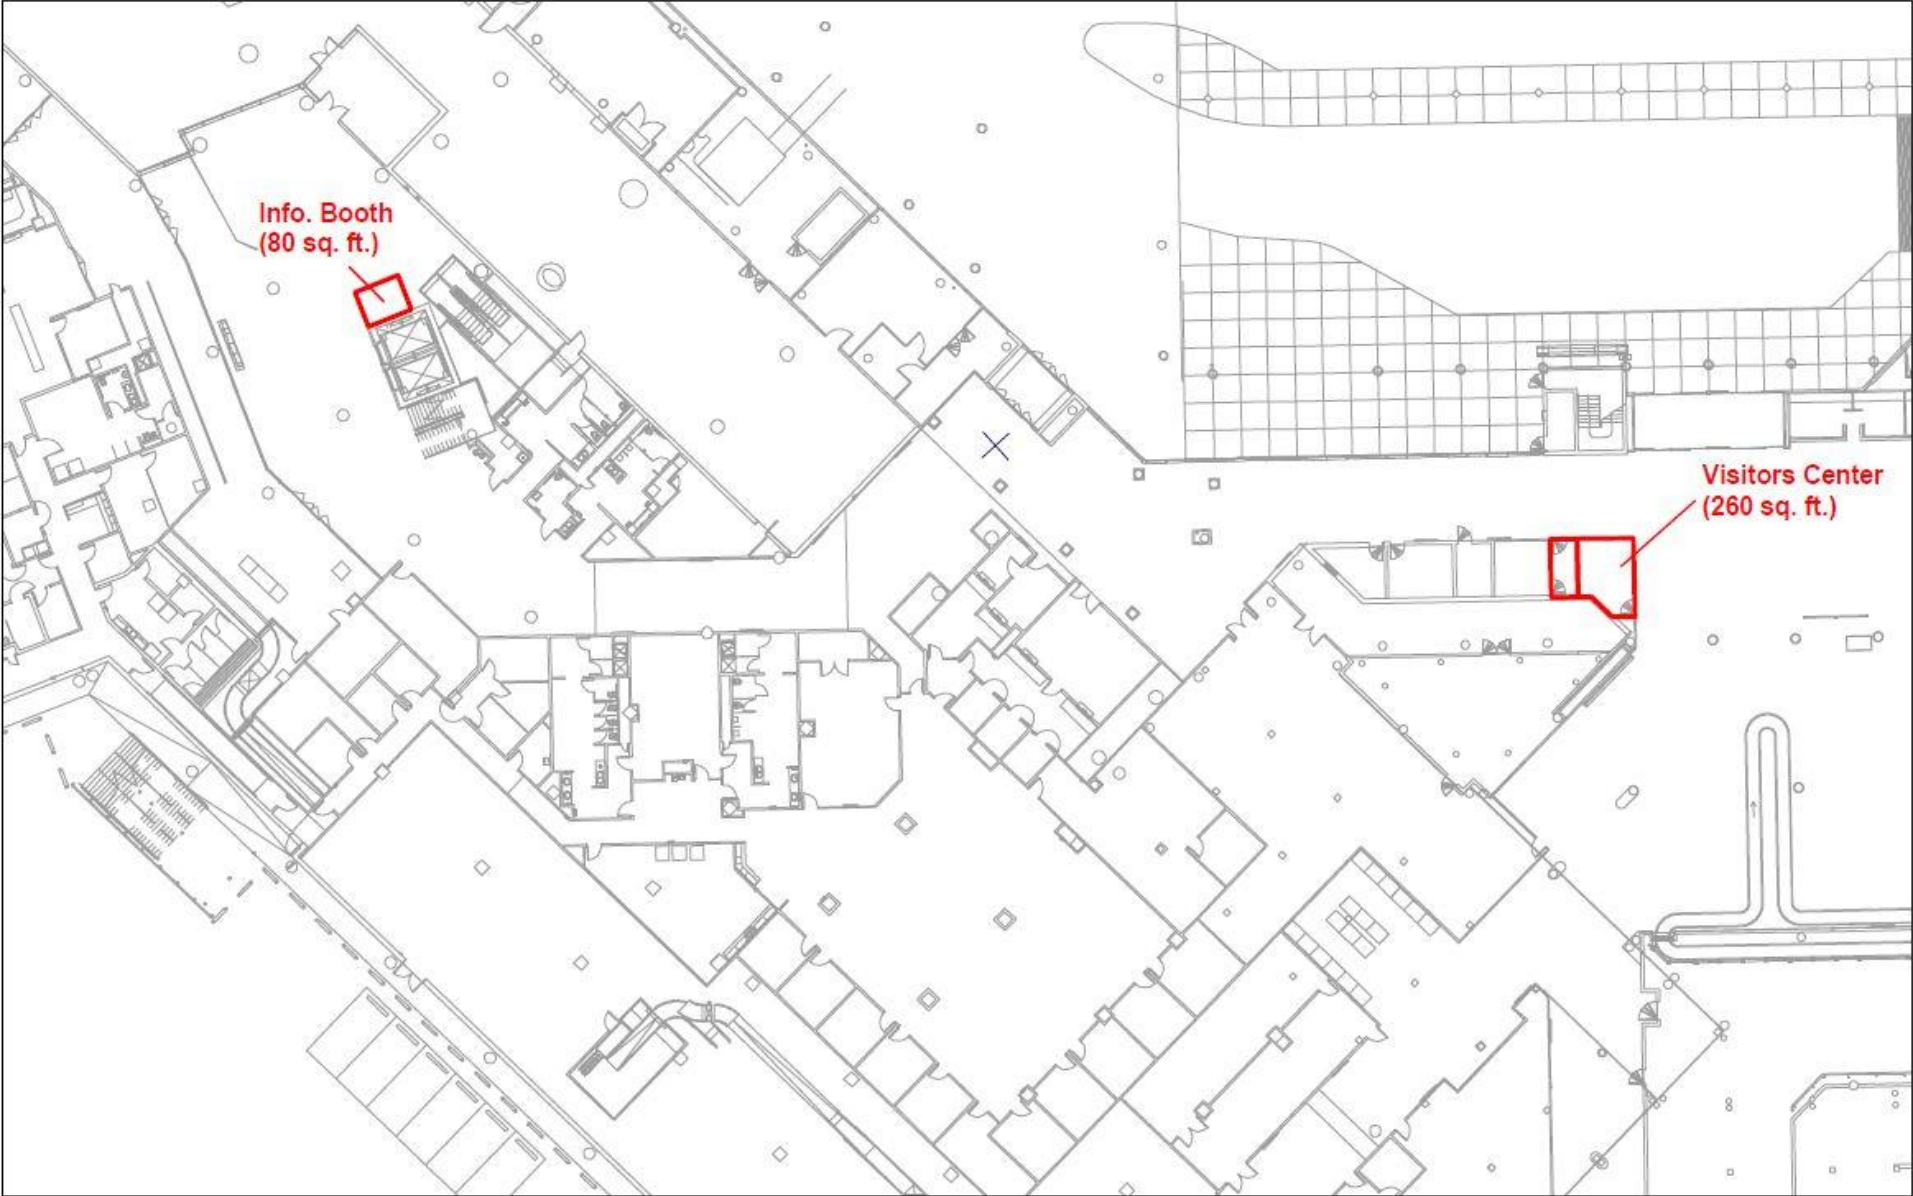 Info. Booth
(80 sq. ft.)
Visitors Center
(260 sq. ft.)